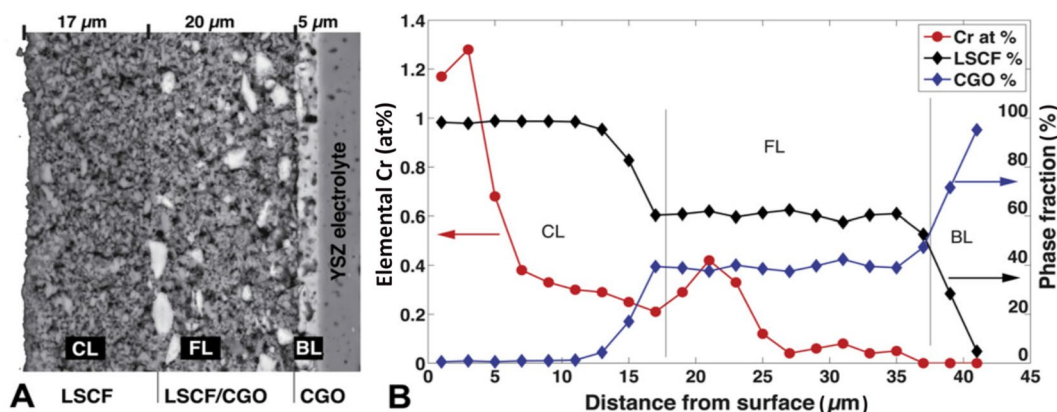 17 µm 20 µm 5 µm
YSZ electrolyte
CL FL BL
A LSCF LSCF/CGO CGO
Cr at %
LSCF %
CGO %
Elemental Cr (at%)
1.4
1.2
1
0.8
0.6
0.4
0.2
0
CL
FL
BL
100
80
60
40
20
0
Phase fraction (%)
0 5 10 15 20 25 30 35 40 45
B Distance from surface (µm)